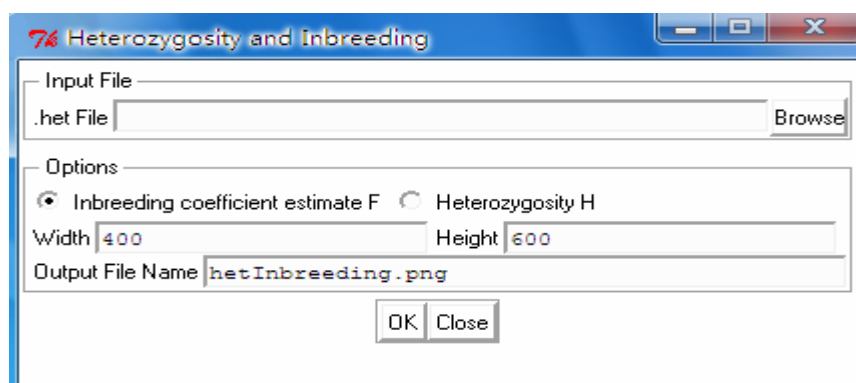 Heterozygosity and Inbreeding
Input File
.het File Browse
Options
Inbreeding coefficient estimate F Heterozygosity H
Width 400 Height 600
Output File Name hetInbreeding.png
OK Close